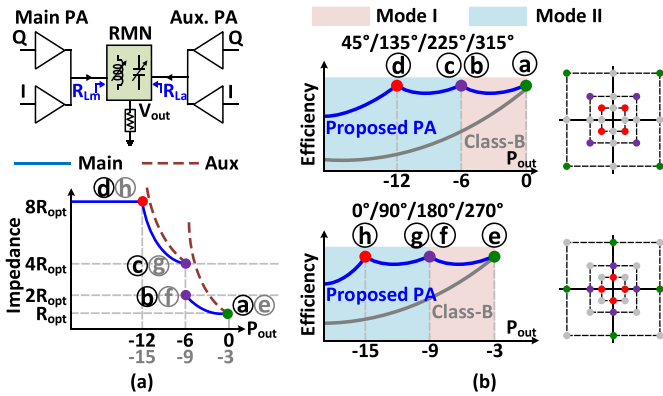 Main PA
Aux. PA
RMN
Q
Q
I
I
R_Lm
R_La
V_out
Main
Aux
Impedance
8R_opt
4R_opt
2R_opt
R_opt
d h
c g
b f
a e
P_out
-12 -6 0
-15 -9 -3
(a)
Efficiency
Mode I
Mode II
45°/135°/225°/315°
d c b a
Efficiency
Proposed PA
Class-B
P_out
-12 -6 0
0°/90°/180°/270°
h g f e
Efficiency
Proposed PA
Class-B
P_out
-15 -9 -3
(b)